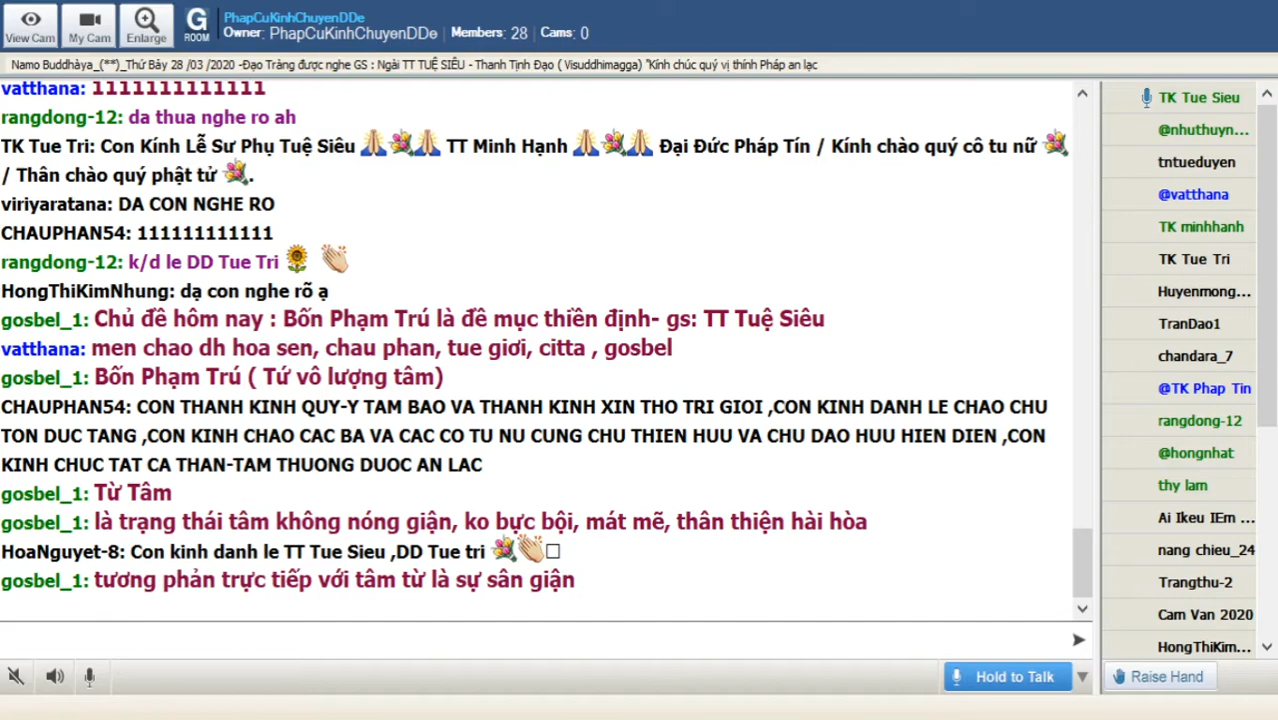 View Cam
My Cam
Enlarge
G
ROOM
PhapCuKinhChuyenDDe
Owner: PhapCuKinhChuyenDDe Members: 28 Cams: 0
Namo Buddhàya_(**)_Thứ Bảy 28 /03 /2020 -Đạo Tràng được nghe GS : Ngài TT TUỆ SIÊU - Thanh Tịnh Đạo ( Visuddhimagga) "Kính chúc quý vị thính Pháp an lạc
vatthana: 1111111111111
rangdong-12: da thua nghe ro ah
TK Tue Tri: Con Kính Lễ Sư Phụ Tuệ Siêu 🙏💐🙏 TT Minh Hạnh 🙏💐🙏 Đại Đức Pháp Tín / Kính chào quý cô tu nữ 💐
/ Thân chào quý phật tử 💐.
viriyaratana: DA CON NGHE RO
CHAUPHAN54: 111111111111
rangdong-12: k/d le DD Tue Tri 🌻 👏
HongThiKimNhung: dạ con nghe rõ ạ
gosbel_1: Chủ đề hôm nay : Bốn Phạm Trú là đề mục thiền định- gs: TT Tuệ Siêu
vatthana: men chao dh hoa sen, chau phan, tue giơi, citta , gosbel
gosbel_1: Bốn Phạm Trú ( Tứ vô lượng tâm)
CHAUPHAN54: CON THANH KINH QUY-Y TAM BAO VA THANH KINH XIN THO TRI GIOI ,CON KINH DANH LE CHAO CHU
TON DUC TANG ,CON KINH CHAO CAC BA VA CAC CO TU NU CUNG CHU THIEN HUU VA CHU DAO HUU HIEN DIEN ,CON
KINH CHUC TAT CA THAN-TAM THUONG DUOC AN LAC
gosbel_1: Từ Tâm
gosbel_1: là trạng thái tâm không nóng giận, ko bực bội, mát mẽ, thân thiện hài hòa
HoaNguyet-8: Con kinh danh le TT Tue Sieu ,DD Tue tri 💐👏
gosbel_1: tương phản trực tiếp với tâm từ là sự sân giận
Hold to Talk
TK Tue Sieu
@nhuthuyn...
tntueduyen
@vatthana
TK minhhanh
TK Tue Tri
Huyenmong...
TranDao1
chandara_7
@TK Phap Tin
rangdong-12
@hongnhat
thy lam
Ai Ikeu IEm ...
nang chieu_24
Trangthu-2
Cam Van 2020
HongThiKim...
Raise Hand